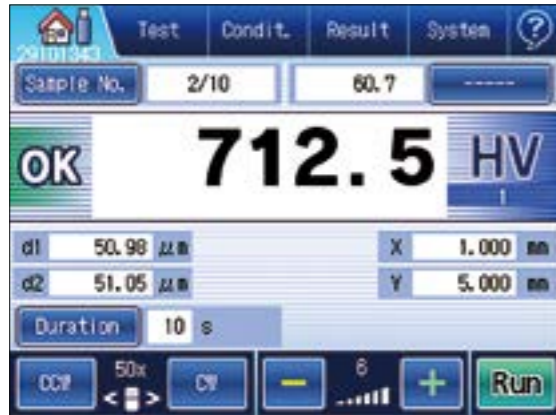 Test Condit. Result System ?
29101343
Sample No. 2/10 60.7 -----
OK 712.5 HV
1
d1 50.98 μm X 1.000 mm
d2 51.05 μm Y 5.000 mm
Duration 10 s
CCW 50x < > CW − 6 + Run